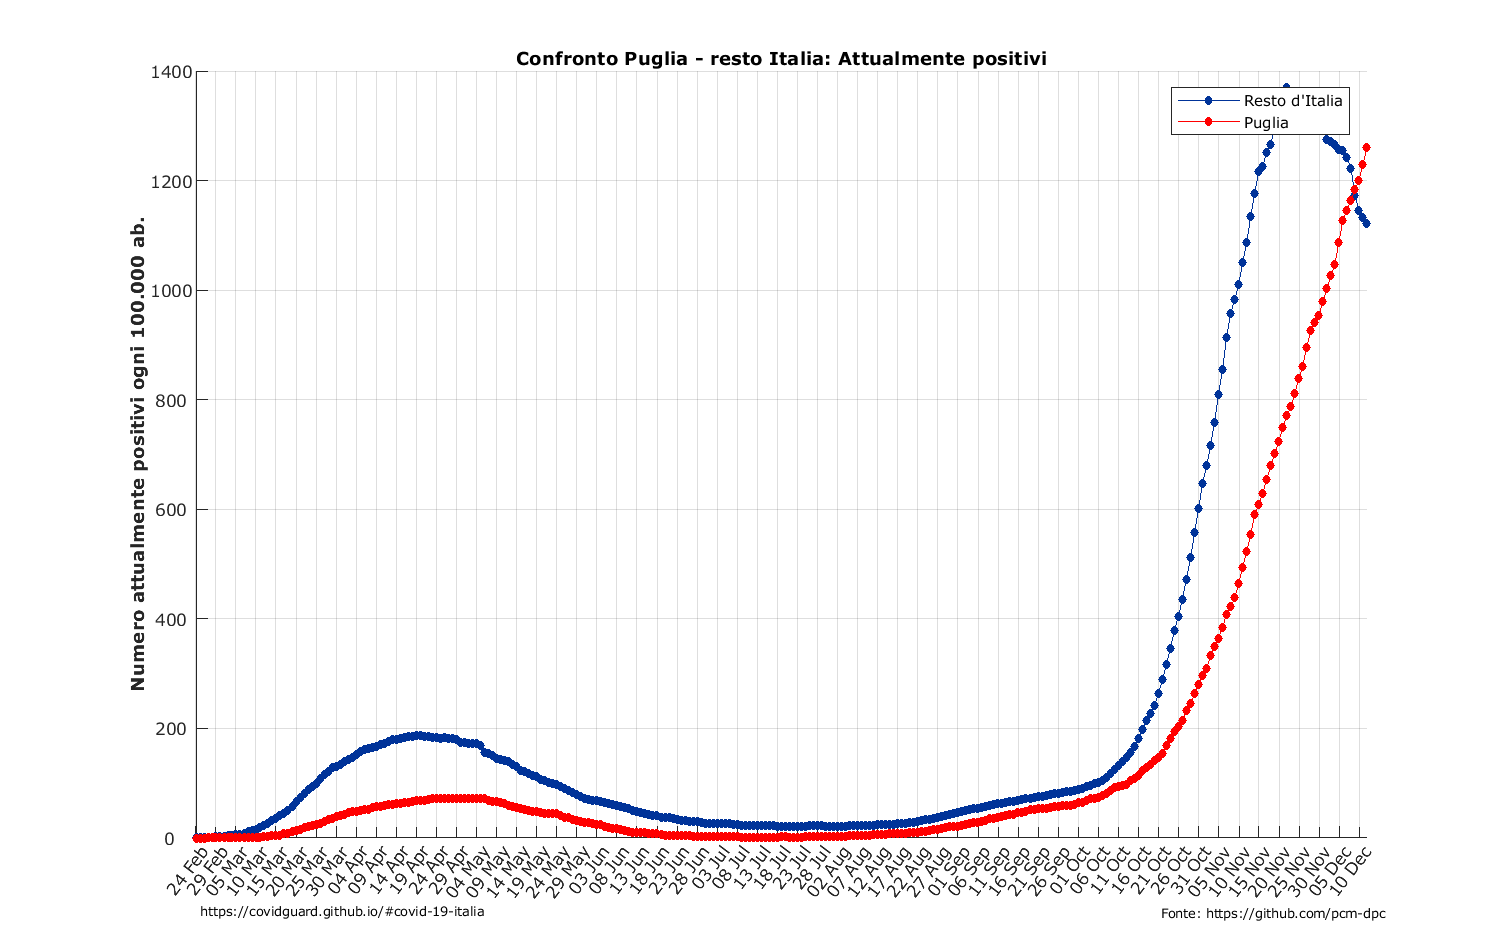 Confronto Puglia - resto Italia: Attualmente positivi
1400
1200
1000
800
600
400
200
0
Numero attualmente positivi ogni 100.000 ab.
Resto d'Italia
Puglia
24 Feb
29 Feb
05 Mar
10 Mar
15 Mar
20 Mar
25 Mar
30 Mar
04 Apr
09 Apr
14 Apr
19 Apr
24 Apr
29 Apr
04 May
09 May
14 May
19 May
24 May
29 May
03 Jun
08 Jun
13 Jun
18 Jun
23 Jun
28 Jun
03 Jul
08 Jul
13 Jul
18 Jul
23 Jul
28 Jul
02 Aug
07 Aug
12 Aug
17 Aug
22 Aug
27 Aug
01 Sep
06 Sep
11 Sep
16 Sep
21 Sep
26 Sep
01 Oct
06 Oct
11 Oct
16 Oct
21 Oct
26 Oct
31 Oct
05 Nov
10 Nov
15 Nov
20 Nov
25 Nov
30 Nov
05 Dec
10 Dec
https://covidguard.github.io/#covid-19-italia
Fonte: https://github.com/pcm-dpc